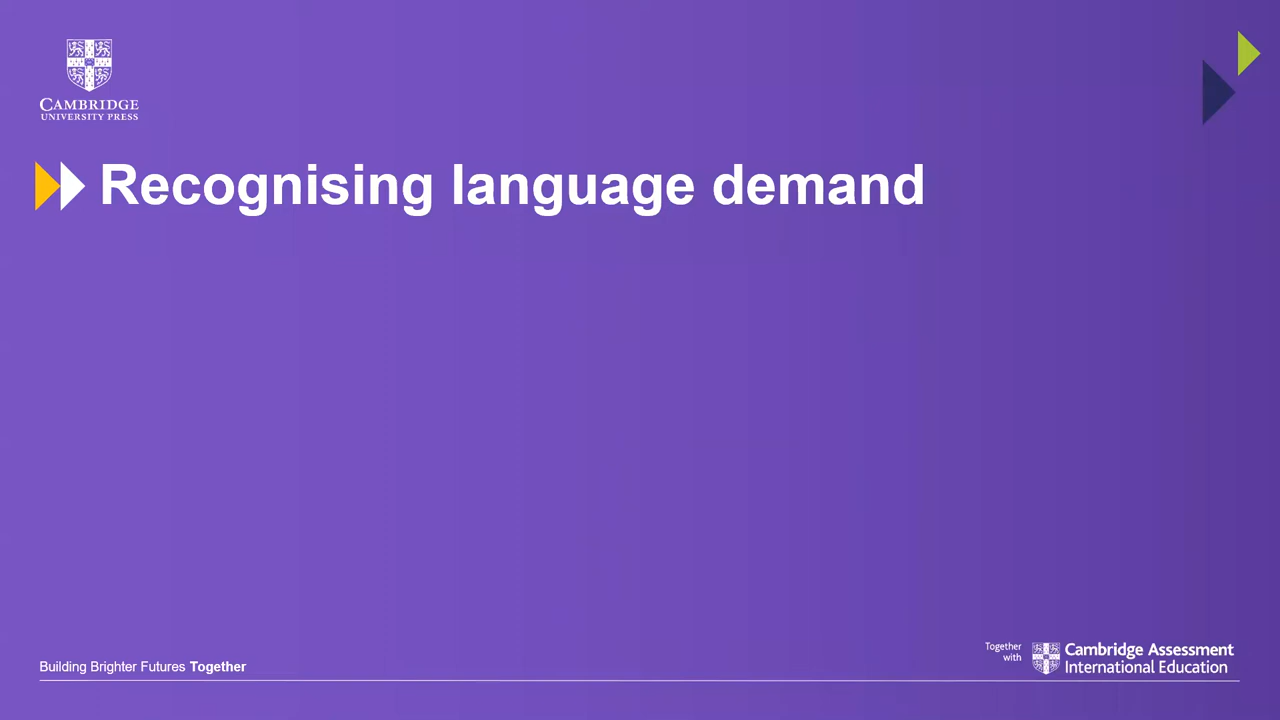 CAMBRIDGE
UNIVERSITY PRESS
Recognising language demand
Building Brighter Futures Together
Together
with
Cambridge Assessment
International Education